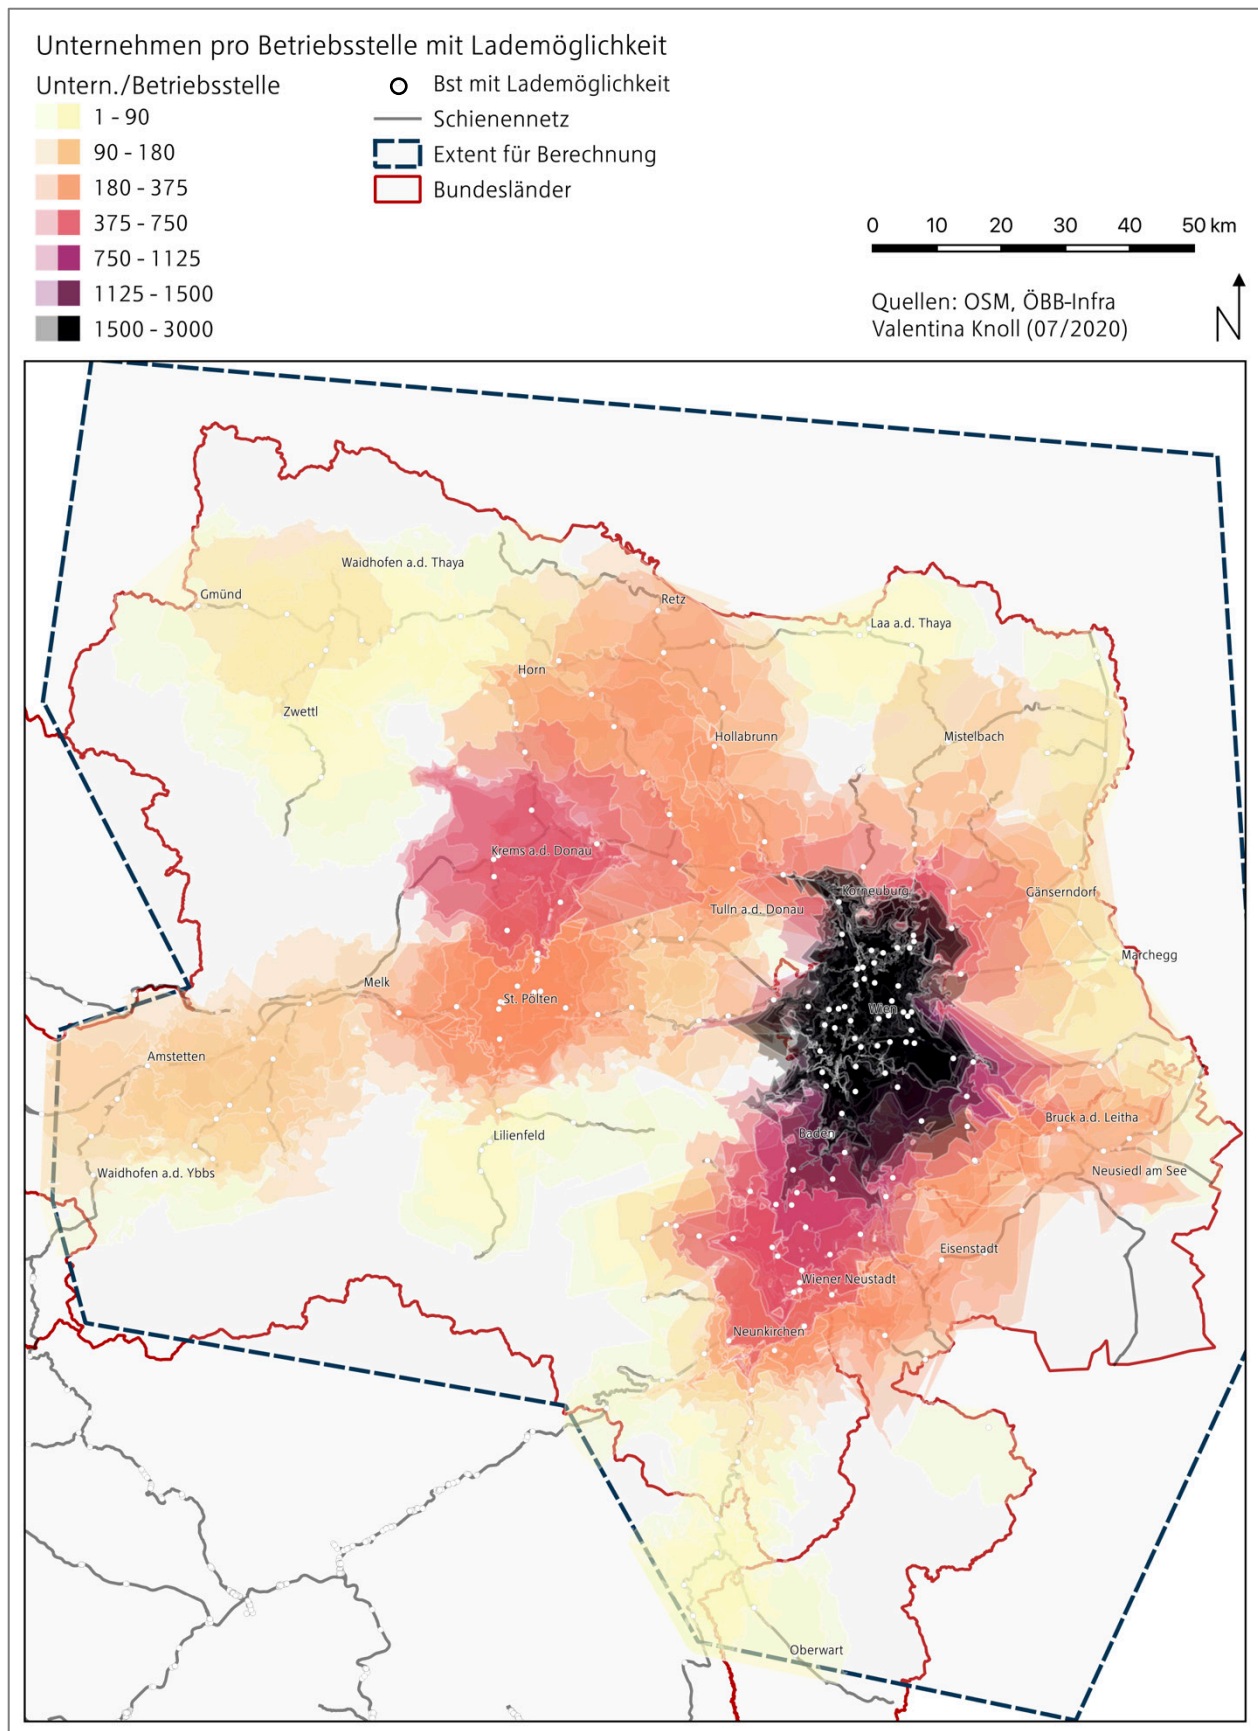 Unternehmen pro Betriebsstelle mit Lademöglichkeit
Untern./Betriebsstelle
1 - 90
90 - 180
180 - 375
375 - 750
750 - 1125
1125 - 1500
1500 - 3000
Bst mit Lademöglichkeit
Schienennetz
Extent für Berechnung
Bundesländer
0 10 20 30 40 50 km
Quellen: OSM, ÖBB-Infra
Valentina Knoll (07/2020)
N
Waidhofen a.d. Thaya
Gmünd
Retz
Laa a.d. Thaya
Horn
Zwettl
Hollabrunn
Mistelbach
Krems a.d. Donau
Korneuburg
Gänserndorf
Tulln a.d. Donau
Marchegg
Melk
St. Pölten
Wien
Amstetten
Bruck a.d. Leitha
Lilienfeld
Baden
Waidhofen a.d. Ybbs
Neusiedl am See
Eisenstadt
Wiener Neustadt
Neunkirchen
Oberwart